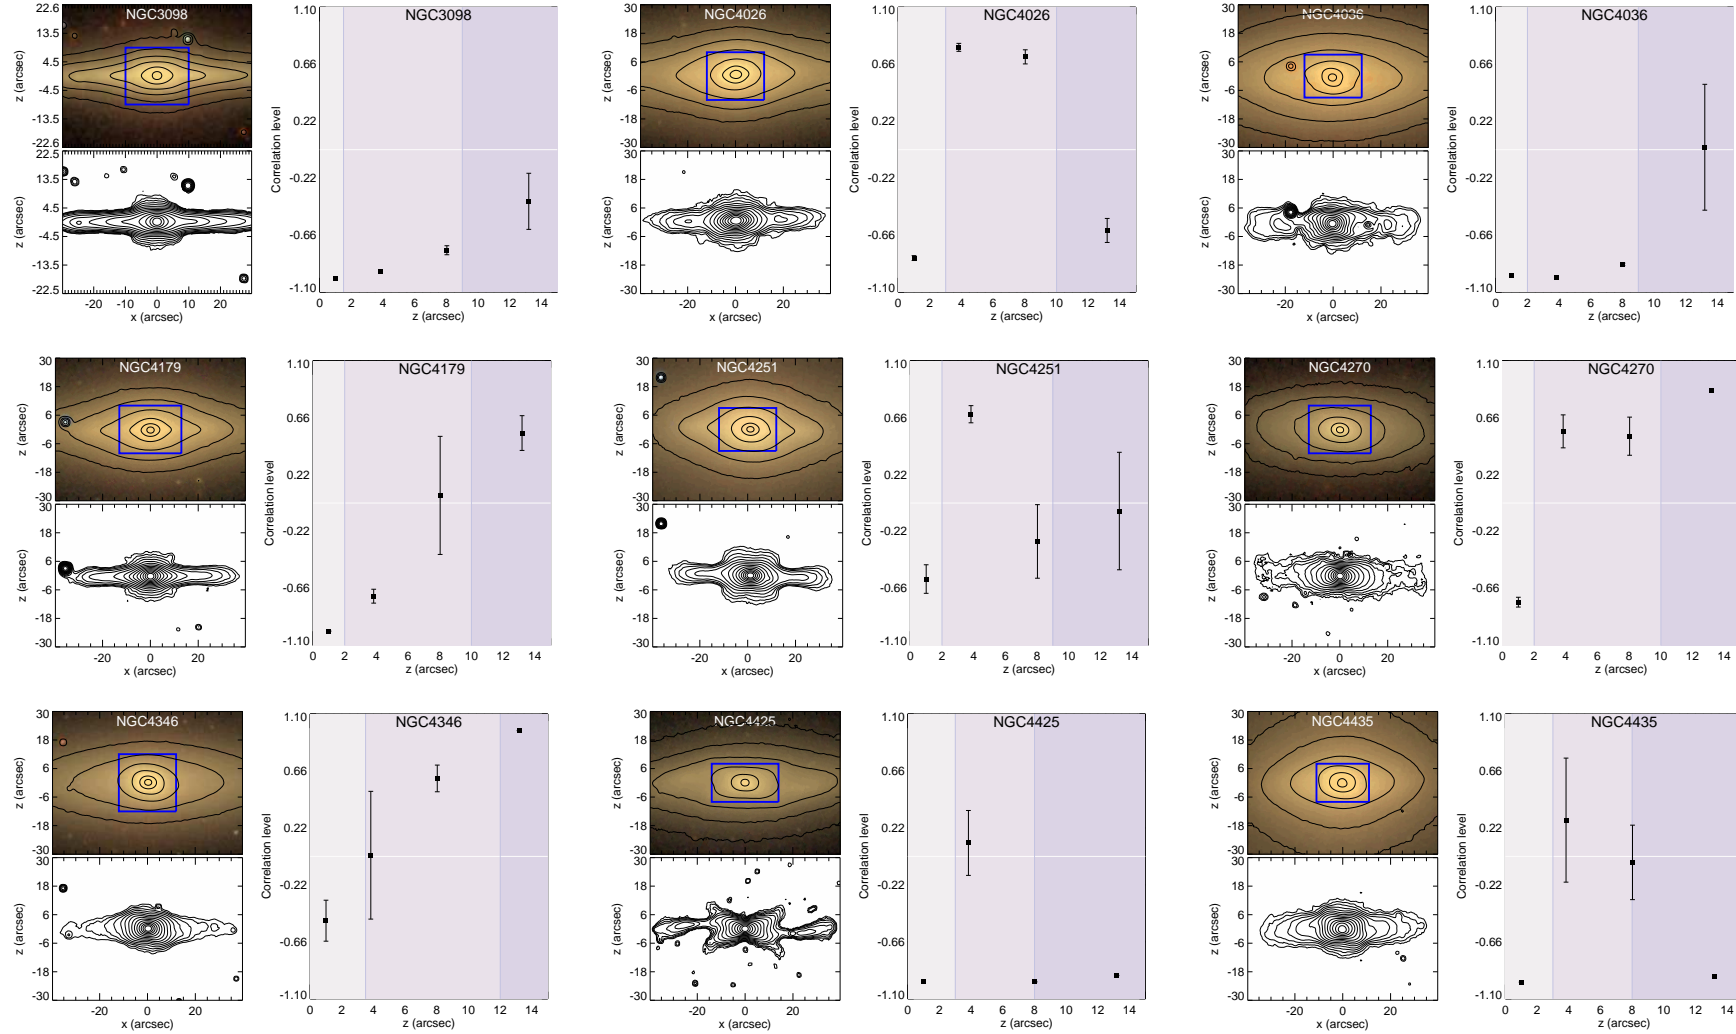 NGC3098
22.6
13.5
4.5
-4.5
-13.5
-22.6
z (arcsec)
22.5
13.5
4.5
-4.5
-13.5
-22.5
z (arcsec)
-20 -10 0 10 20
x (arcsec)
NGC3098
1.10
0.66
0.22
-0.22
-0.66
-1.10
Correlation level
0 2 4 6 8 10 12 14
z (arcsec)
NGC4026
30
18
6
-6
-18
-30
z (arcsec)
30
18
6
-6
-18
-30
z (arcsec)
-20 0 20
x (arcsec)
NGC4026
1.10
0.66
0.22
-0.22
-0.66
-1.10
Correlation level
0 2 4 6 8 10 12 14
z (arcsec)
NGC4036
30
18
6
-6
-18
-30
z (arcsec)
30
18
6
-6
-18
-30
z (arcsec)
-20 0 20
x (arcsec)
NGC4036
1.10
0.66
0.22
-0.22
-0.66
-1.10
Correlation level
0 2 4 6 8 10 12 14
z (arcsec)
NGC4179
30
18
6
-6
-18
-30
z (arcsec)
30
18
6
-6
-18
-30
z (arcsec)
-20 0 20
x (arcsec)
NGC4179
1.10
0.66
0.22
-0.22
-0.66
-1.10
Correlation level
0 2 4 6 8 10 12 14
z (arcsec)
NGC4251
30
18
6
-6
-18
-30
z (arcsec)
30
18
6
-6
-18
-30
z (arcsec)
-20 0 20
x (arcsec)
NGC4251
1.10
0.66
0.22
-0.22
-0.66
-1.10
Correlation level
0 2 4 6 8 10 12 14
z (arcsec)
NGC4270
30
18
6
-6
-18
-30
z (arcsec)
30
18
6
-6
-18
-30
z (arcsec)
-20 0 20
x (arcsec)
NGC4270
1.10
0.66
0.22
-0.22
-0.66
-1.10
Correlation level
0 2 4 6 8 10 12 14
z (arcsec)
NGC4346
30
18
6
-6
-18
-30
z (arcsec)
30
18
6
-6
-18
-30
z (arcsec)
-20 0 20
x (arcsec)
NGC4346
1.10
0.66
0.22
-0.22
-0.66
-1.10
Correlation level
0 2 4 6 8 10 12 14
z (arcsec)
NGC4425
30
18
6
-6
-18
-30
z (arcsec)
30
18
6
-6
-18
-30
z (arcsec)
-20 0 20
x (arcsec)
NGC4425
1.10
0.66
0.22
-0.22
-0.66
-1.10
Correlation level
0 2 4 6 8 10 12 14
z (arcsec)
NGC4435
30
18
6
-6
-18
-30
z (arcsec)
30
18
6
-6
-18
-30
z (arcsec)
-20 0 20
x (arcsec)
NGC4435
1.10
0.66
0.22
-0.22
-0.66
-1.10
Correlation level
0 2 4 6 8 10 12 14
z (arcsec)